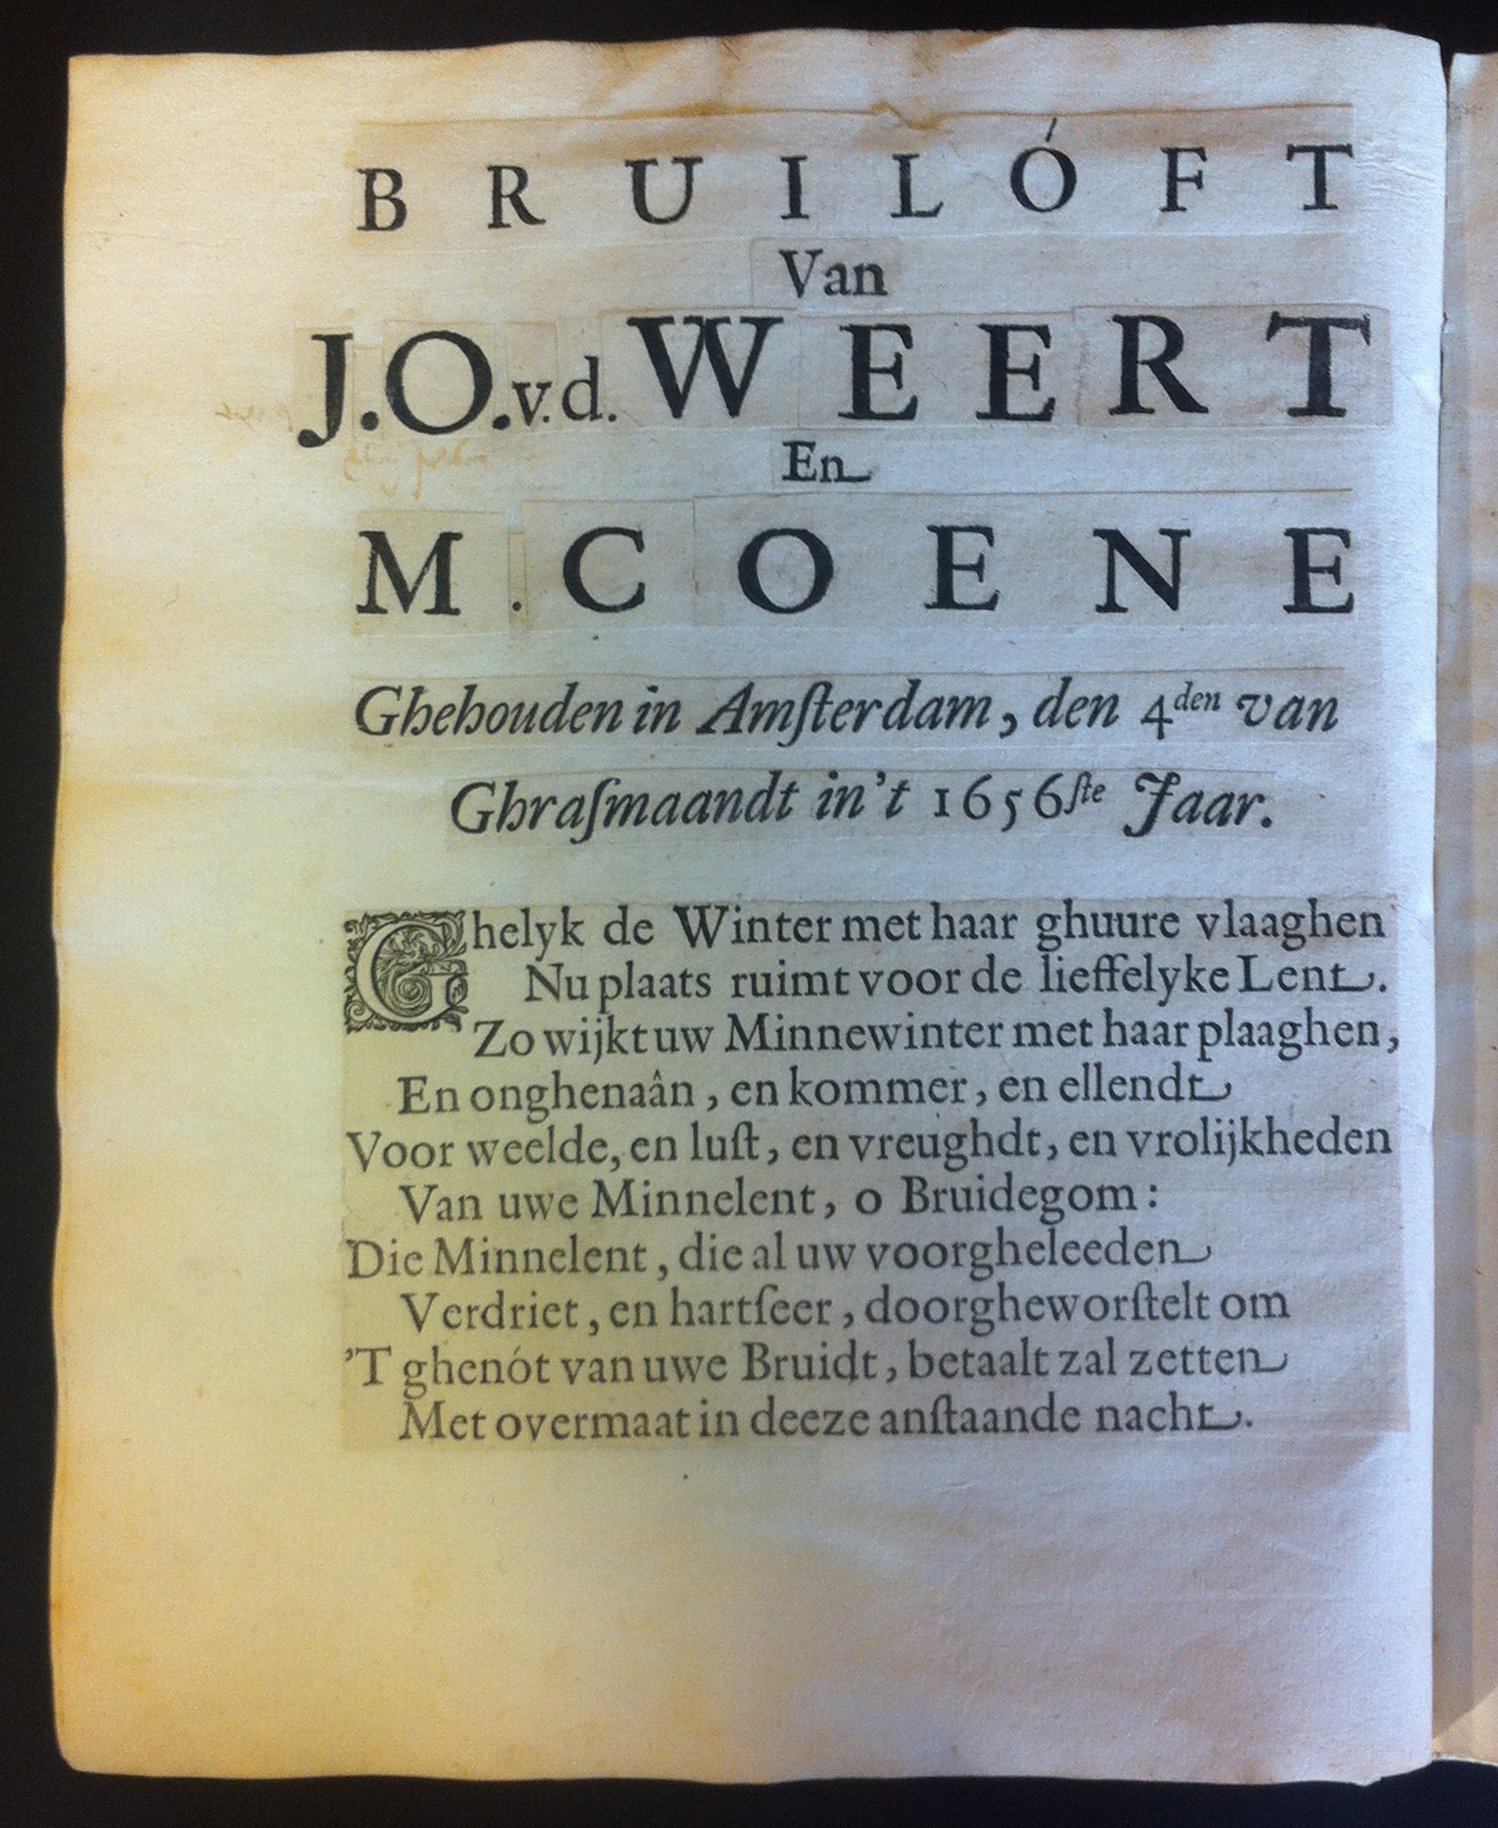 BRUILÓFT
Van
J.O.v.d.WEERT
En
M.COENE
Ghehouden in Amſterdam, den 4den van
Ghraſmaandt in't 1656ſte Jaar.
Ghelyk de Winter met haar ghuure vlaaghen
Nu plaats ruimt voor de lieffelyke Lent.
Zo wijkt uw Minnewinter met haar plaaghen,
En onghenaân, en kommer, en ellendt
Voor weelde, en luſt, en vreughdt, en vrolijkheden
Van uwe Minnelent, o Bruidegom:
Die Minnelent, die al uw voorgheleeden
Verdriet, en hartſeer, doorgheworſtelt om
'T ghenót van uwe Bruidt, betaalt zal zetten
Met overmaat in deeze anſtaande nacht.